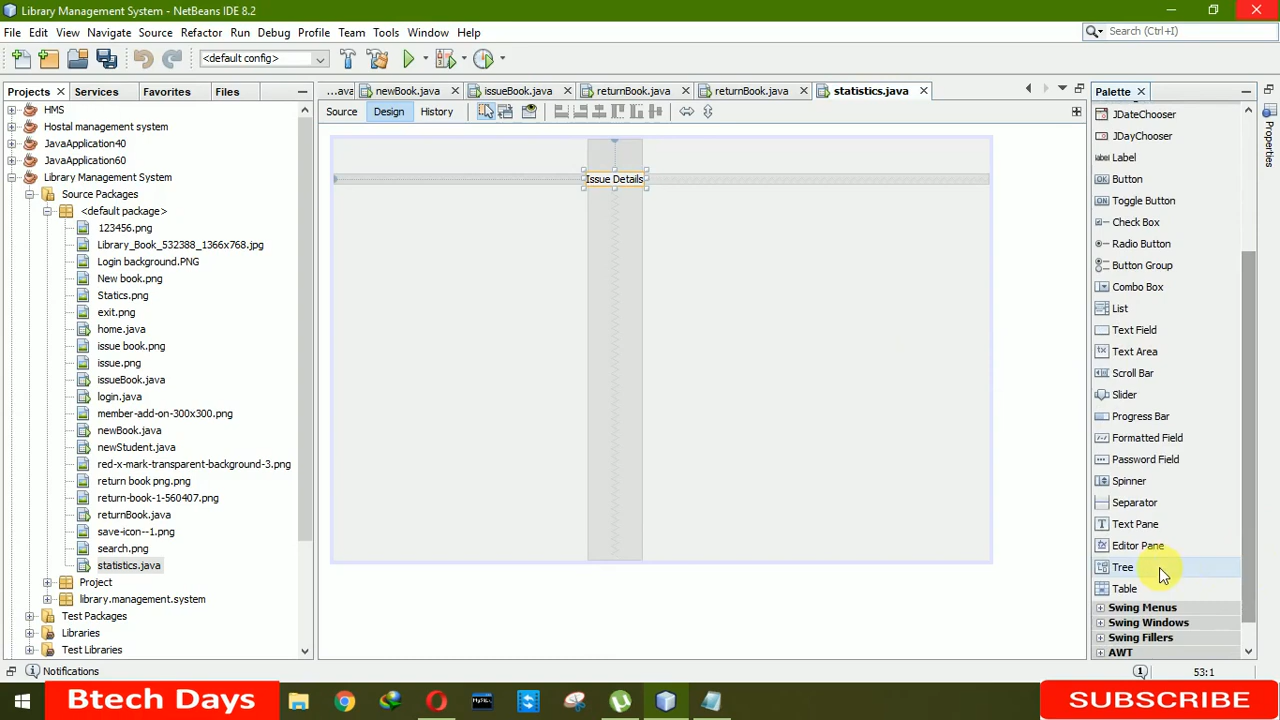 Library Management System - NetBeans IDE 8.2
File Edit View Navigate Source Refactor Run Debug Profile Team Tools Window Help
Search (Ctrl+I)
<default config>
Projects Services Favorites Files
...ava newBook.java issueBook.java returnBook.java returnBook.java statistics.java
Palette
Source Design History
Properties
HMS
Hostal management system
JavaApplication40
JavaApplication60
Library Management System
Source Packages
<default package>
123456.png
Library_Book_532388_1366x768.jpg
Login background.PNG
New book.png
Statics.png
exit.png
home.java
issue book.png
issue.png
issueBook.java
login.java
member-add-on-300x300.png
newBook.java
newStudent.java
red-x-mark-transparent-background-3.png
return book png.png
return-book-1-560407.png
returnBook.java
save-icon--1.png
search.png
statistics.java
Project
library.management.system
Test Packages
Libraries
Test Libraries
Issue Details
JDateChooser
JDayChooser
label Label
OK Button
ON Toggle Button
Check Box
Radio Button
Button Group
Combo Box
List
Text Field
Text Area
Scroll Bar
Slider
Progress Bar
Formatted Field
Password Field
Spinner
Separator
T Text Pane
Editor Pane
Tree
Table
Swing Menus
Swing Windows
Swing Fillers
AWT
Notifications
53:1
Btech Days
SUBSCRIBE